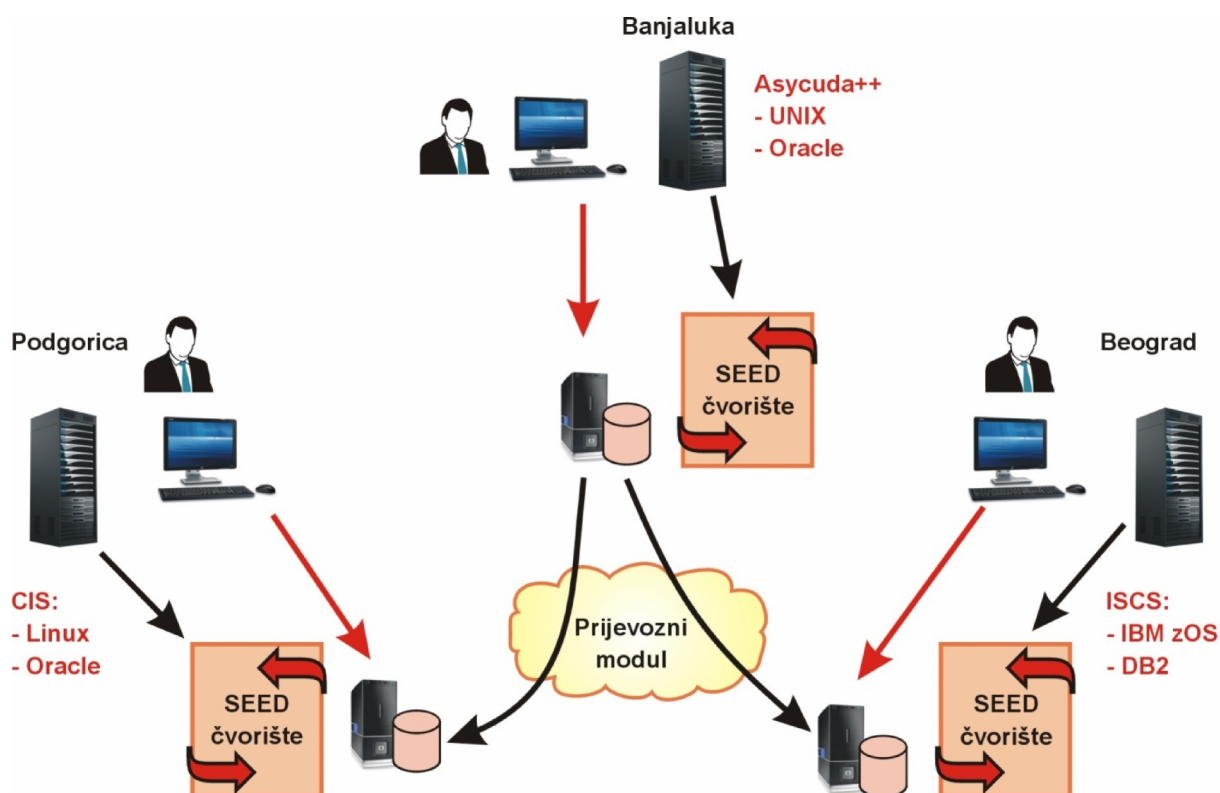 Banjaluka
Asycuda++
- UNIX
- Oracle
SEED
čvorište
Podgorica
CIS:
- Linux
- Oracle
SEED
čvorište
Prijevozni
modul
Beograd
ISCS:
- IBM zOS
- DB2
SEED
čvorište